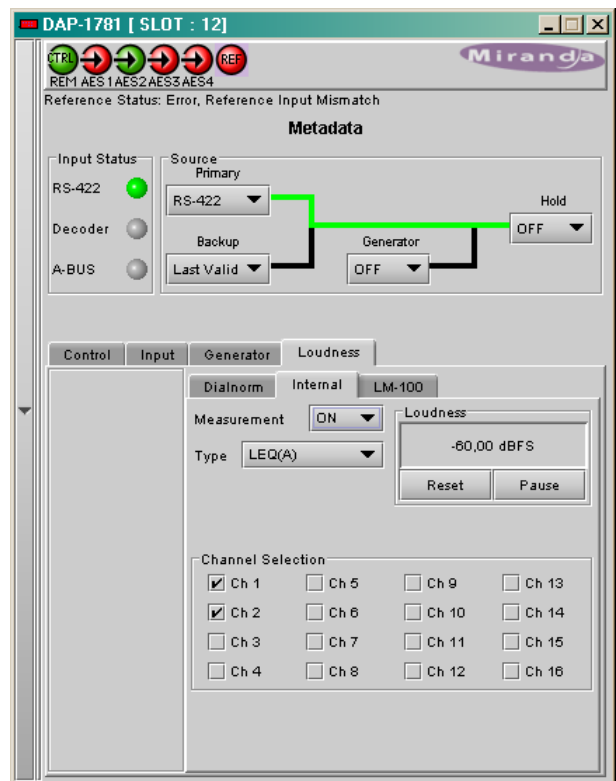 DAP-1781 [ SLOT : 12]
CTRL REF
REM AES1 AES2 AES3 AES4
Miranda
Reference Status: Error, Reference Input Mismatch
Metadata
Input Status
RS-422
Decoder
A-BUS
Source
Primary
RS-422
Backup
Last Valid
Generator
OFF
Hold
OFF
Control Input Generator Loudness
Dialnorm Internal LM-100
Measurement ON
Type LEQ(A)
Loudness
-60,00 dBFS
Reset Pause
Channel Selection
Ch 1 Ch 5 Ch 9 Ch 13
Ch 2 Ch 6 Ch 10 Ch 14
Ch 3 Ch 7 Ch 11 Ch 15
Ch 4 Ch 8 Ch 12 Ch 16